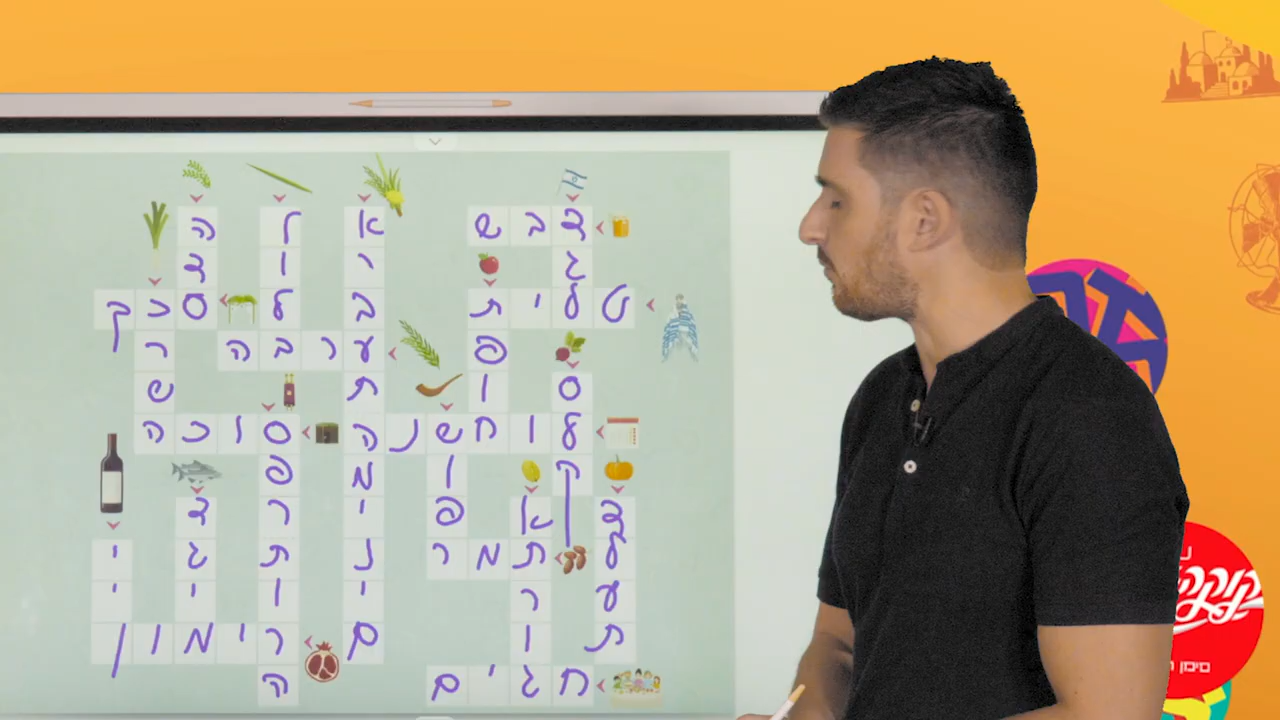 דבש
טלית
סכך
ערבה
לוח שנה
סוכה
תמר
רימון
חגים
דגל
ארבעת המינים
לולב
הדס
כרשה
תפוח
סלק
שופר
ספר תורה
דלעת
אתרוג
דגימ
יין